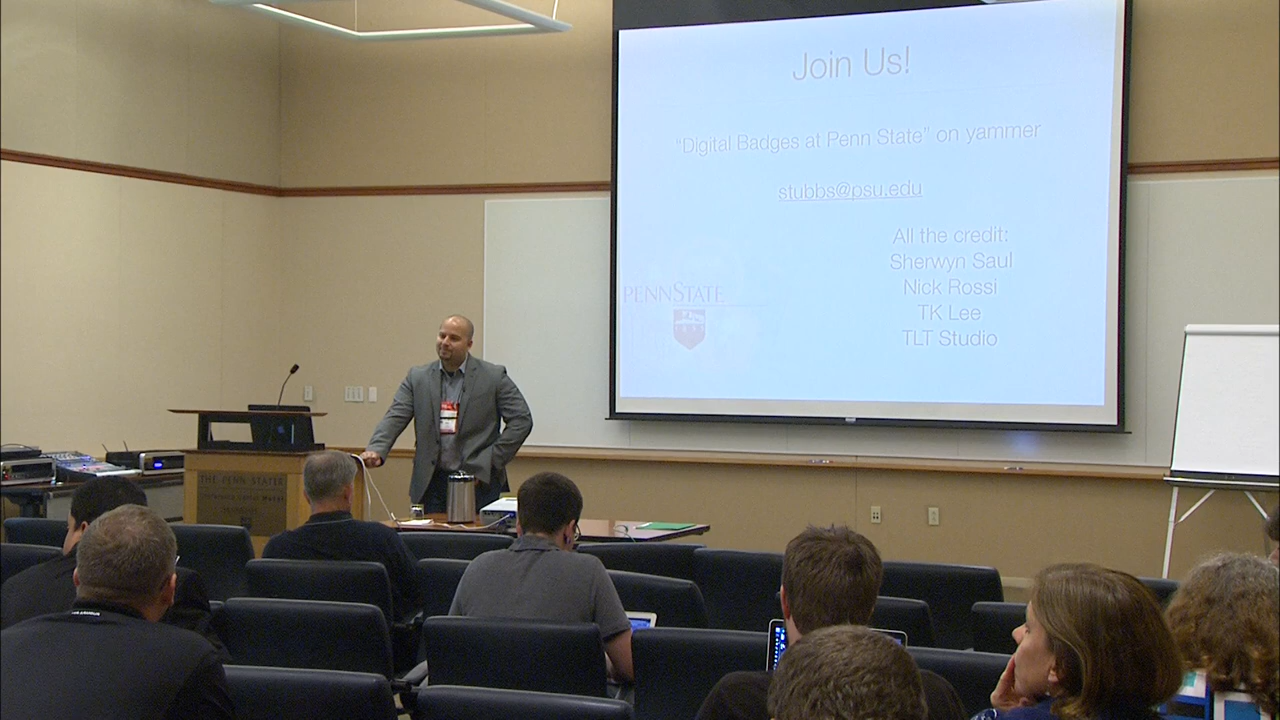 Join Us!
"Digital Badges at Penn State" on yammer
stubbs@psu.edu
All the credit:
Sherwyn Saul
Nick Rossi
TK Lee
TLT Studio
PENNSTATE
THE PENN STATER